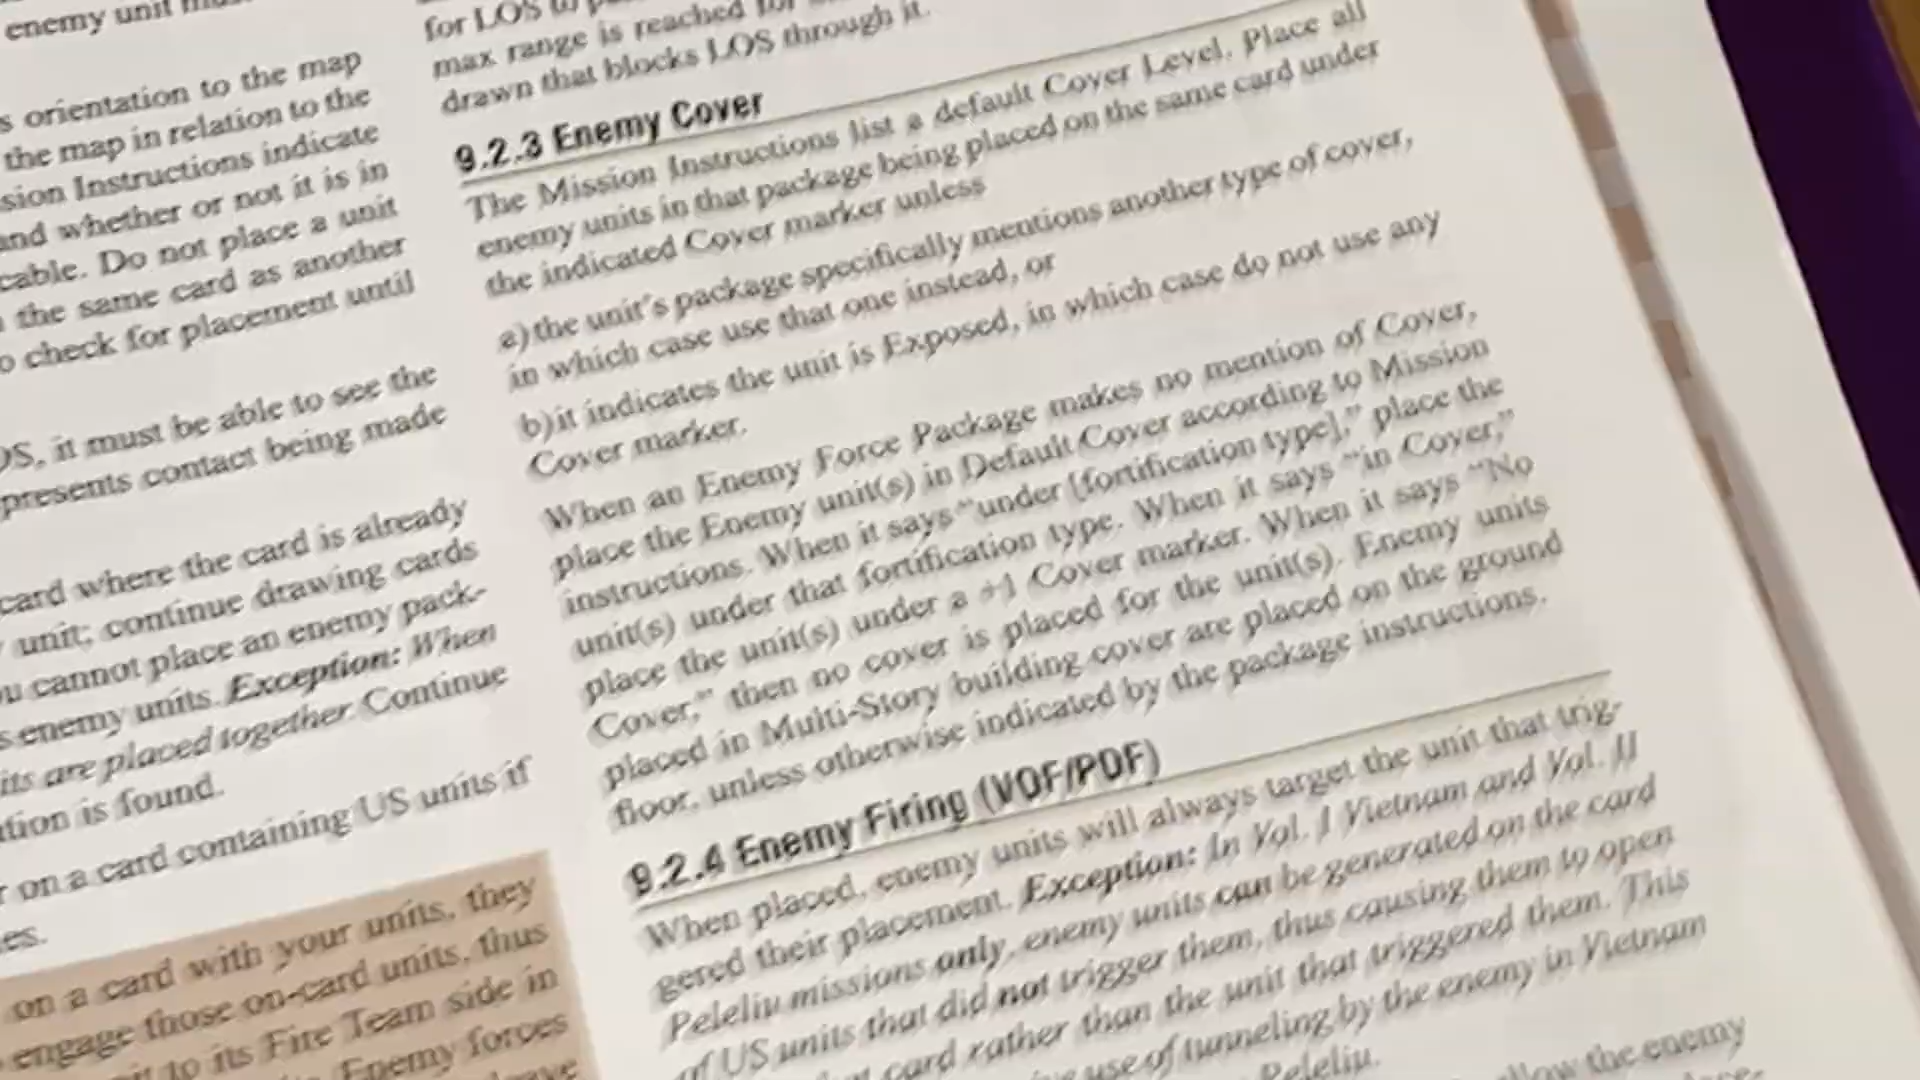 enemy unit
s orientation to the map
the map in relation to the
sion Instructions indicate
and whether or not it is in
cable. Do not place a unit
the same card as another
o check for placement until
OS, it must be able to see the
presents contact being made
card where the card is already
unit; continue drawing cards
u cannot place an enemy pack-
s enemy units. Exception: When
its are placed together. Continue
ation is found.
r on a card containing US units if
es.
on a card with your units, they
engage those on-card units, thus
it to its Fire Team side in
Enemy forces
for LOS to
max range is reached
drawn that blocks LOS through it.
9.2.3 Enemy Cover
The Mission Instructions list a default Cover Level. Place all
enemy units in that package being placed on the same card under
the indicated Cover marker unless
a) the unit's package specifically mentions another type of cover,
in which case use that one instead, or
b) it indicates the unit is Exposed, in which case do not use any
Cover marker.
When an Enemy Force Package makes no mention of Cover,
place the Enemy unit(s) in Default Cover according to Mission
instructions. When it says “under [fortification type],” place the
unit(s) under that fortification type. When it says “in Cover,”
place the unit(s) under a +1 Cover marker. When it says “No
Cover,” then no cover is placed for the unit(s). Enemy units
placed in Multi-Story building cover are placed on the ground
floor, unless otherwise indicated by the package instructions.
9.2.4 Enemy Firing (VOF/PDF)
When placed, enemy units will always target the unit that trig-
gered their placement. Exception: In Vol. I Vietnam and Vol. II
Peleliu missions only, enemy units can be generated on the card
of US units that did not trigger them, thus causing them to open
card rather than the unit that triggered them. This
use of tunneling by the enemy in Vietnam
Peleliu.
allow the enemy